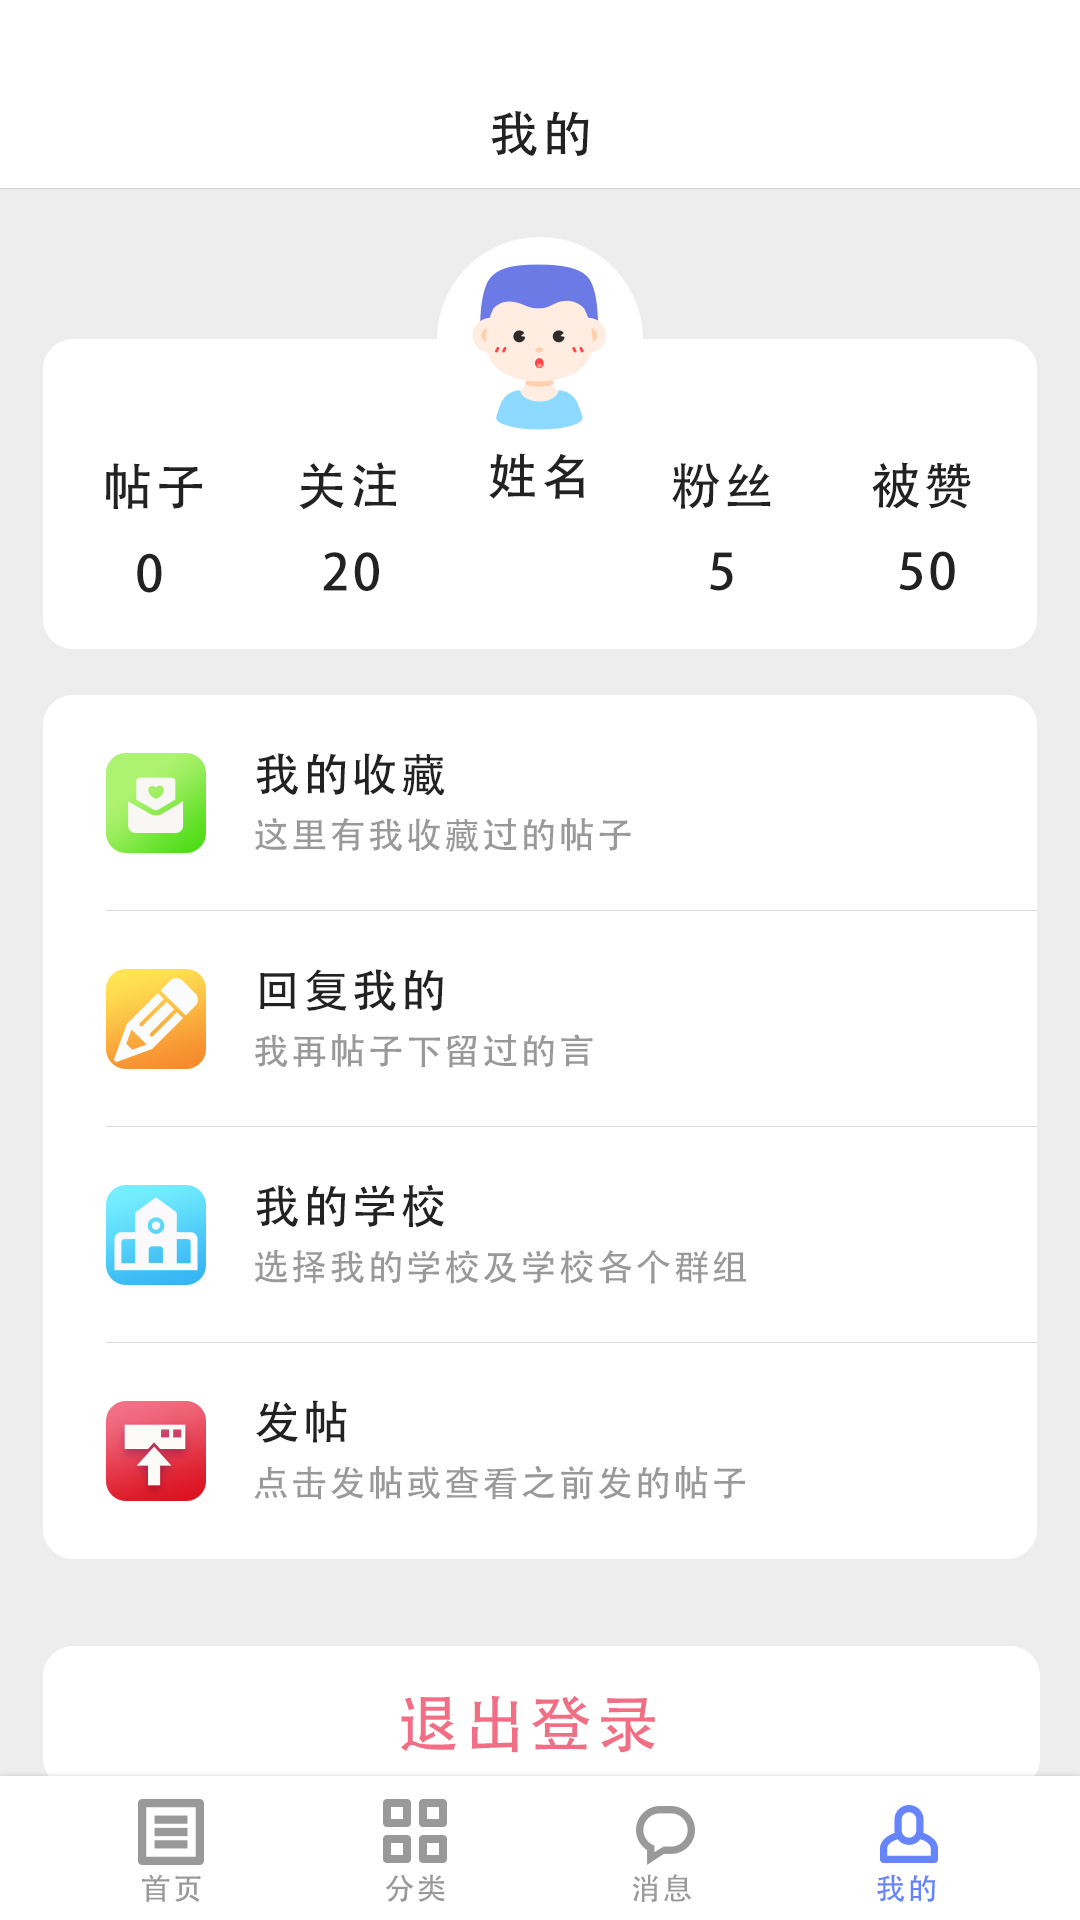 我的
帖子 关注 姓名 粉丝 被赞
0 20 5 50
我的收藏
这里有我收藏过的帖子
回复我的
我再帖子下留过的言
我的学校
选择我的学校及学校各个群组
发帖
点击发帖或查看之前发的帖子
退出登录
首页 分类 消息 我的